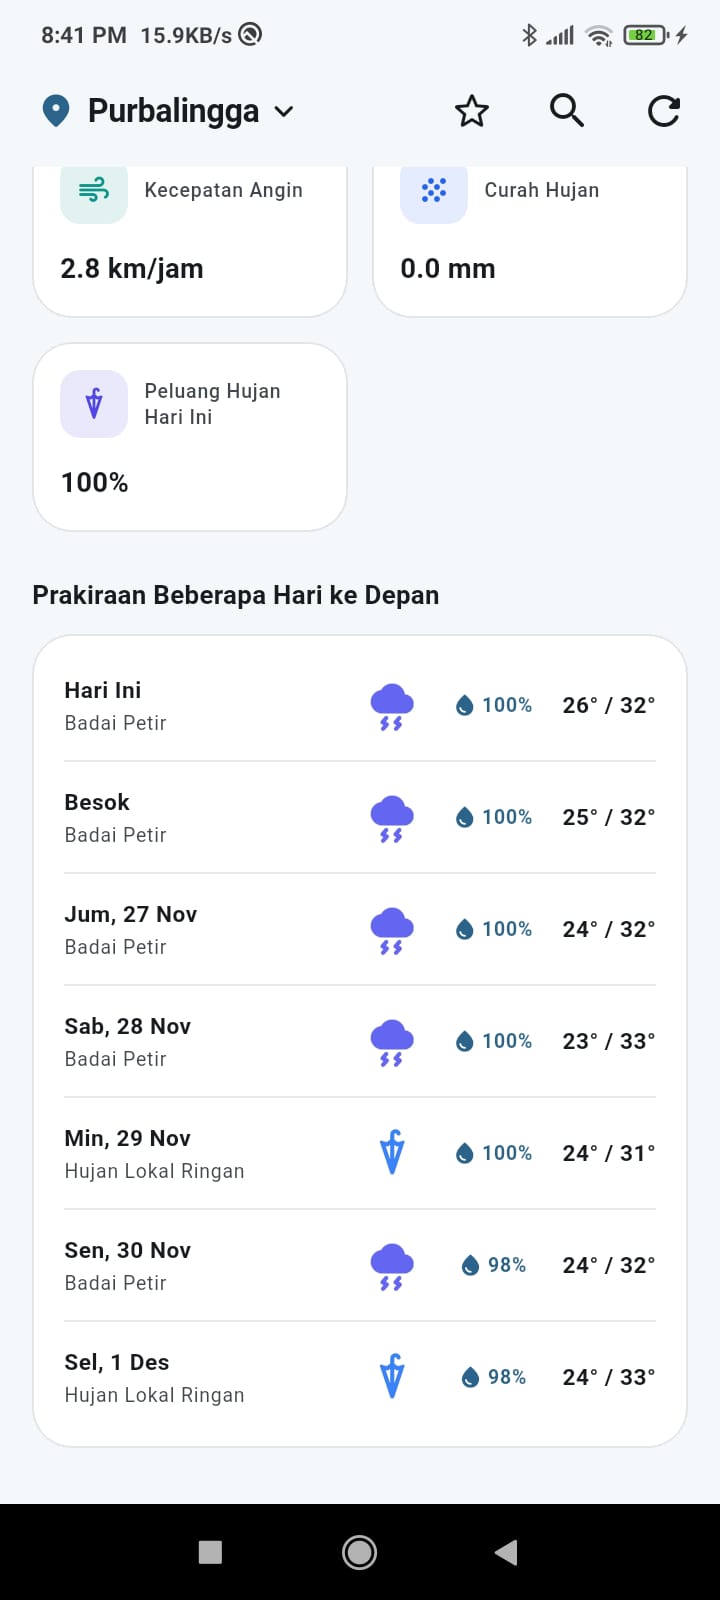 8:41 PM 15.9KB/s
82
Purbalingga
Kecepatan Angin
Curah Hujan
2.8 km/jam
0.0 mm
Peluang Hujan
Hari Ini
100%
Prakiraan Beberapa Hari ke Depan
Hari Ini
Badai Petir
100%
26° / 32°
Besok
Badai Petir
100%
25° / 32°
Jum, 27 Nov
Badai Petir
100%
24° / 32°
Sab, 28 Nov
Badai Petir
100%
23° / 33°
Min, 29 Nov
Hujan Lokal Ringan
100%
24° / 31°
Sen, 30 Nov
Badai Petir
98%
24° / 32°
Sel, 1 Des
Hujan Lokal Ringan
98%
24° / 33°